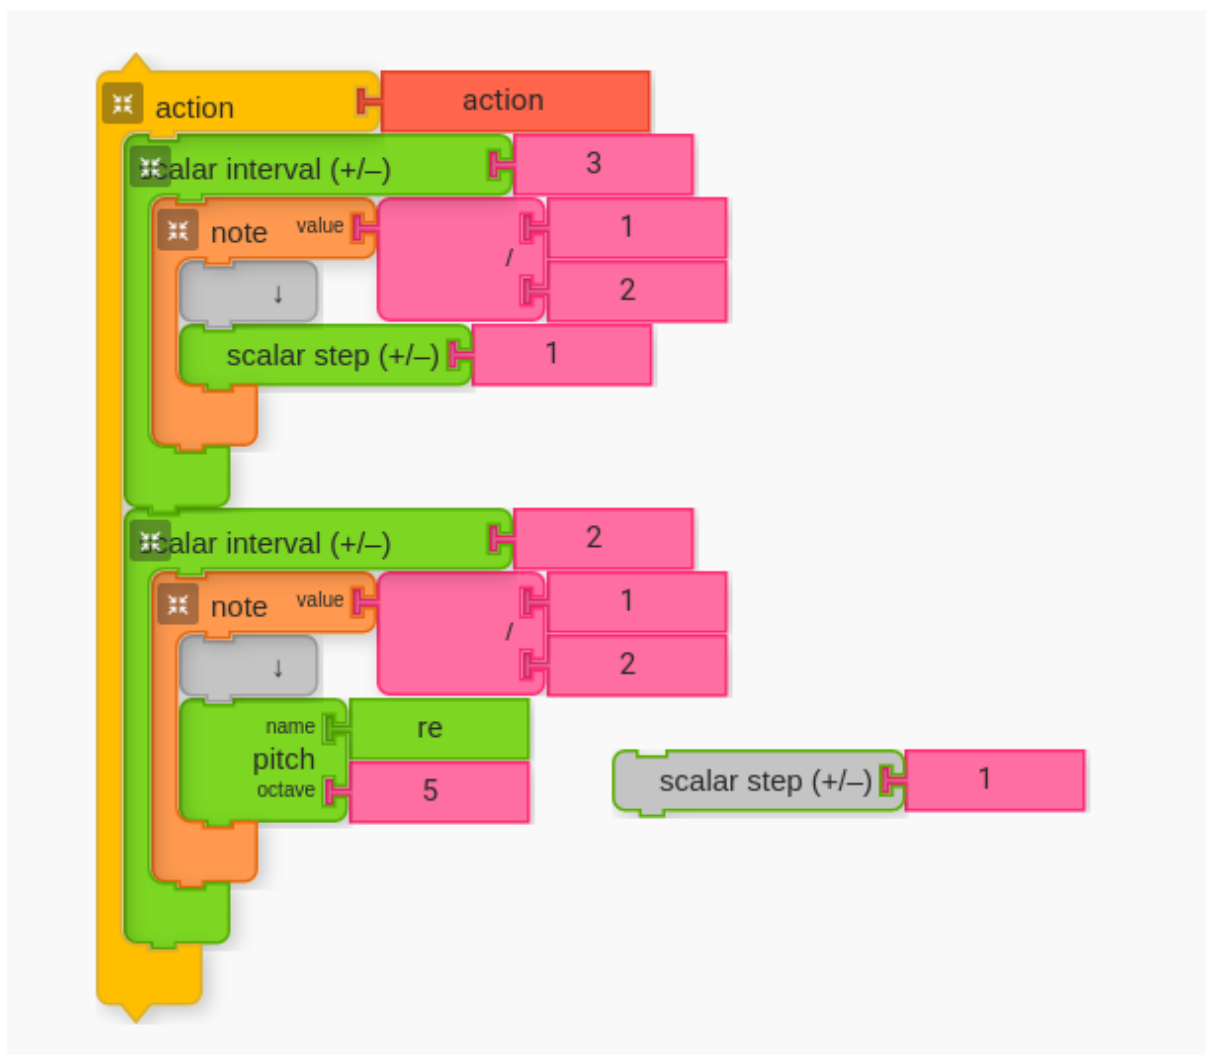 action action
scalar interval (+/–) 3
note value 1
/
↓ 2
scalar step (+/–) 1
scalar interval (+/–) 2
note value 1
/
↓ 2
name re
pitch
octave 5
scalar step (+/–) 1